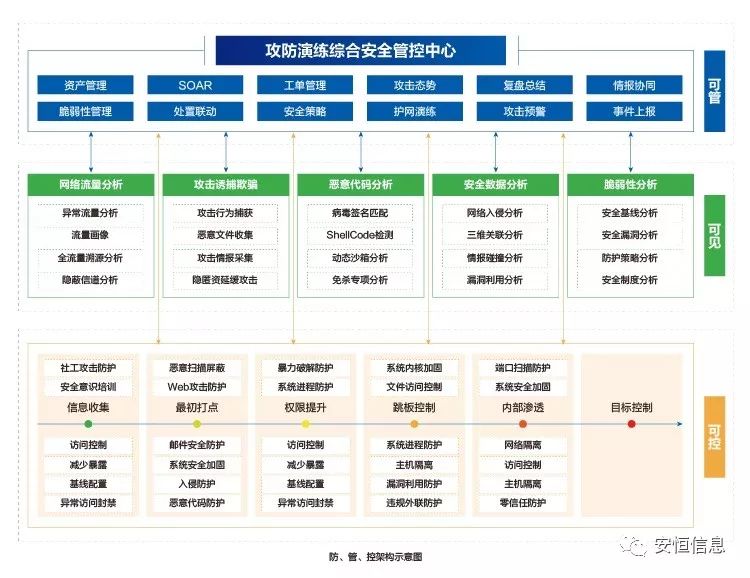 攻防演练综合安全管控中心
资产管理 SOAR 工单管理 攻击态势 复盘总结 情报协同
脆弱性管理 处置联动 安全策略 护网演练 攻击预警 事件上报
可管
网络流量分析 攻击诱捕欺骗 恶意代码分析 安全数据分析 脆弱性分析
异常流量分析 攻击行为捕获 病毒签名匹配 网络入侵分析 安全基线分析
流量画像 恶意文件收集 ShellCode检测 三维关联分析 安全漏洞分析
全流量溯源分析 攻击情报采集 动态沙箱分析 情报碰撞分析 防护策略分析
隐蔽信道分析 隐匿资延缓攻击 免杀专项分析 漏洞利用分析 安全制度分析
可见
社工攻击防护 恶意扫描屏蔽 暴力破解防护 系统内核加固 端口扫描防护
安全意识培训 Web攻击防护 系统进程防护 文件访问控制 系统安全加固
信息收集 最初打点 权限提升 跳板控制 内部渗透 目标控制
访问控制 邮件安全防护 访问控制 系统进程防护 网络隔离
减少暴露 系统安全加固 减少暴露 主机隔离 访问控制
基线配置 入侵防护 基线配置 漏洞利用防护 主机隔离
异常访问封禁 恶意代码防护 异常访问封禁 违规外联防护 零信任防护
可控
防、管、控架构示意图
安恒信息